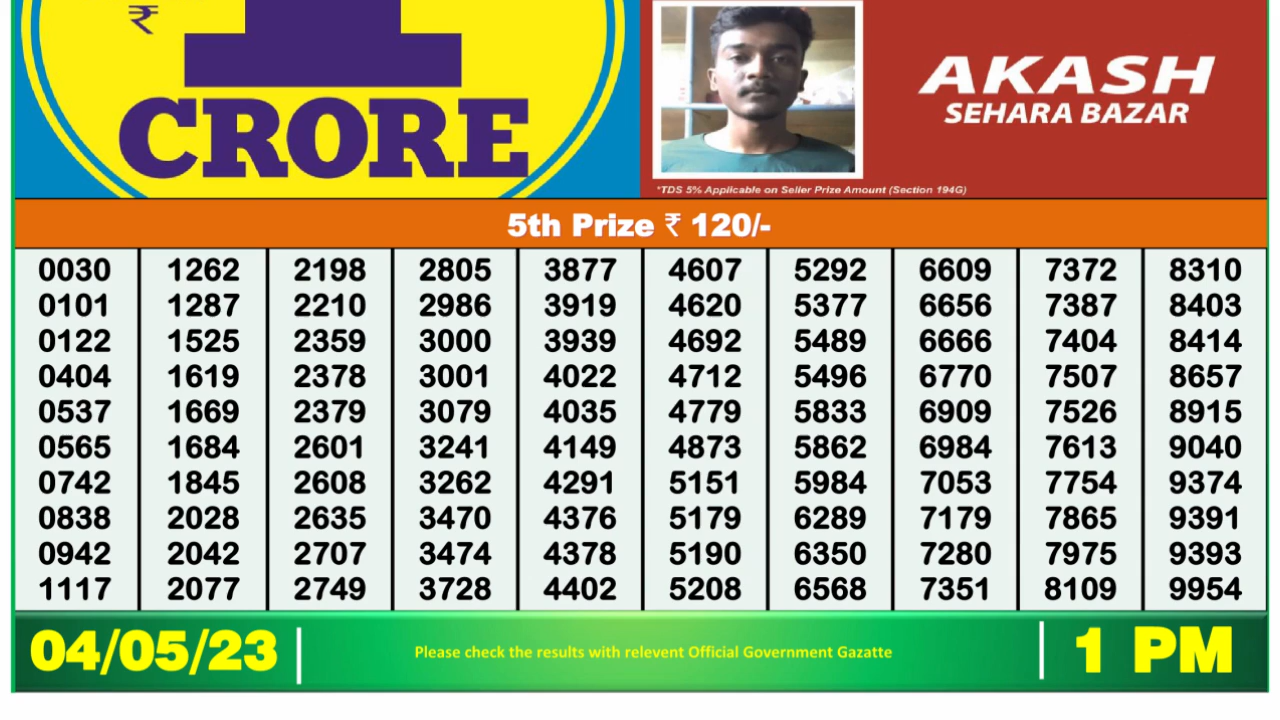 ₹
1
CRORE
AKASH
SEHARA BAZAR
*TDS 5% Applicable on Seller Prize Amount (Section 194G)
5th Prize ₹ 120/-
0030 1262 2198 2805 3877 4607 5292 6609 7372 8310
0101 1287 2210 2986 3919 4620 5377 6656 7387 8403
0122 1525 2359 3000 3939 4692 5489 6666 7404 8414
0404 1619 2378 3001 4022 4712 5496 6770 7507 8657
0537 1669 2379 3079 4035 4779 5833 6909 7526 8915
0565 1684 2601 3241 4149 4873 5862 6984 7613 9040
0742 1845 2608 3262 4291 5151 5984 7053 7754 9374
0838 2028 2635 3470 4376 5179 6289 7179 7865 9391
0942 2042 2707 3474 4378 5190 6350 7280 7975 9393
1117 2077 2749 3728 4402 5208 6568 7351 8109 9954
04/05/23
Please check the results with relevent Official Government Gazatte
1 PM